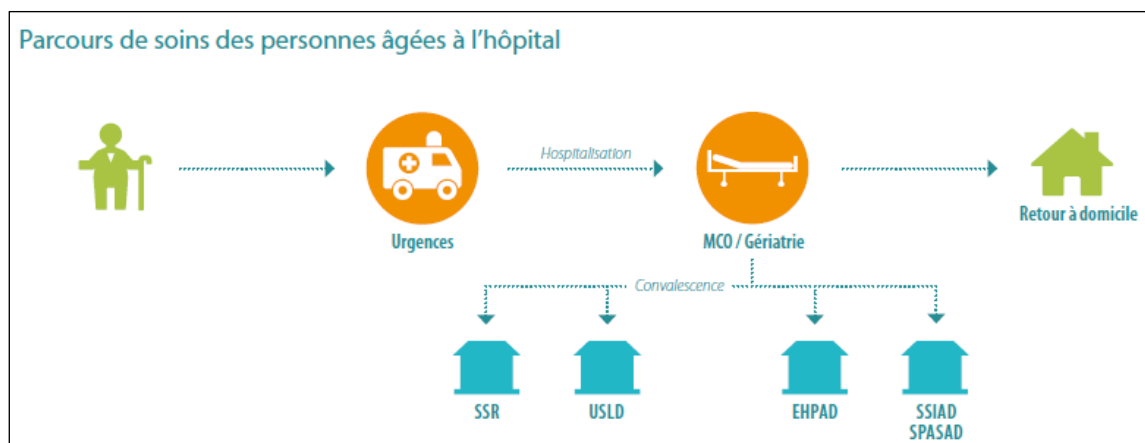 Parcours de soins des personnes âgées à l'hôpital
Hospitalisation
Urgences
MCO / Gériatrie
Retour à domicile
Convalescence
SSR
USLD
EHPAD
SSIAD
SPASAD